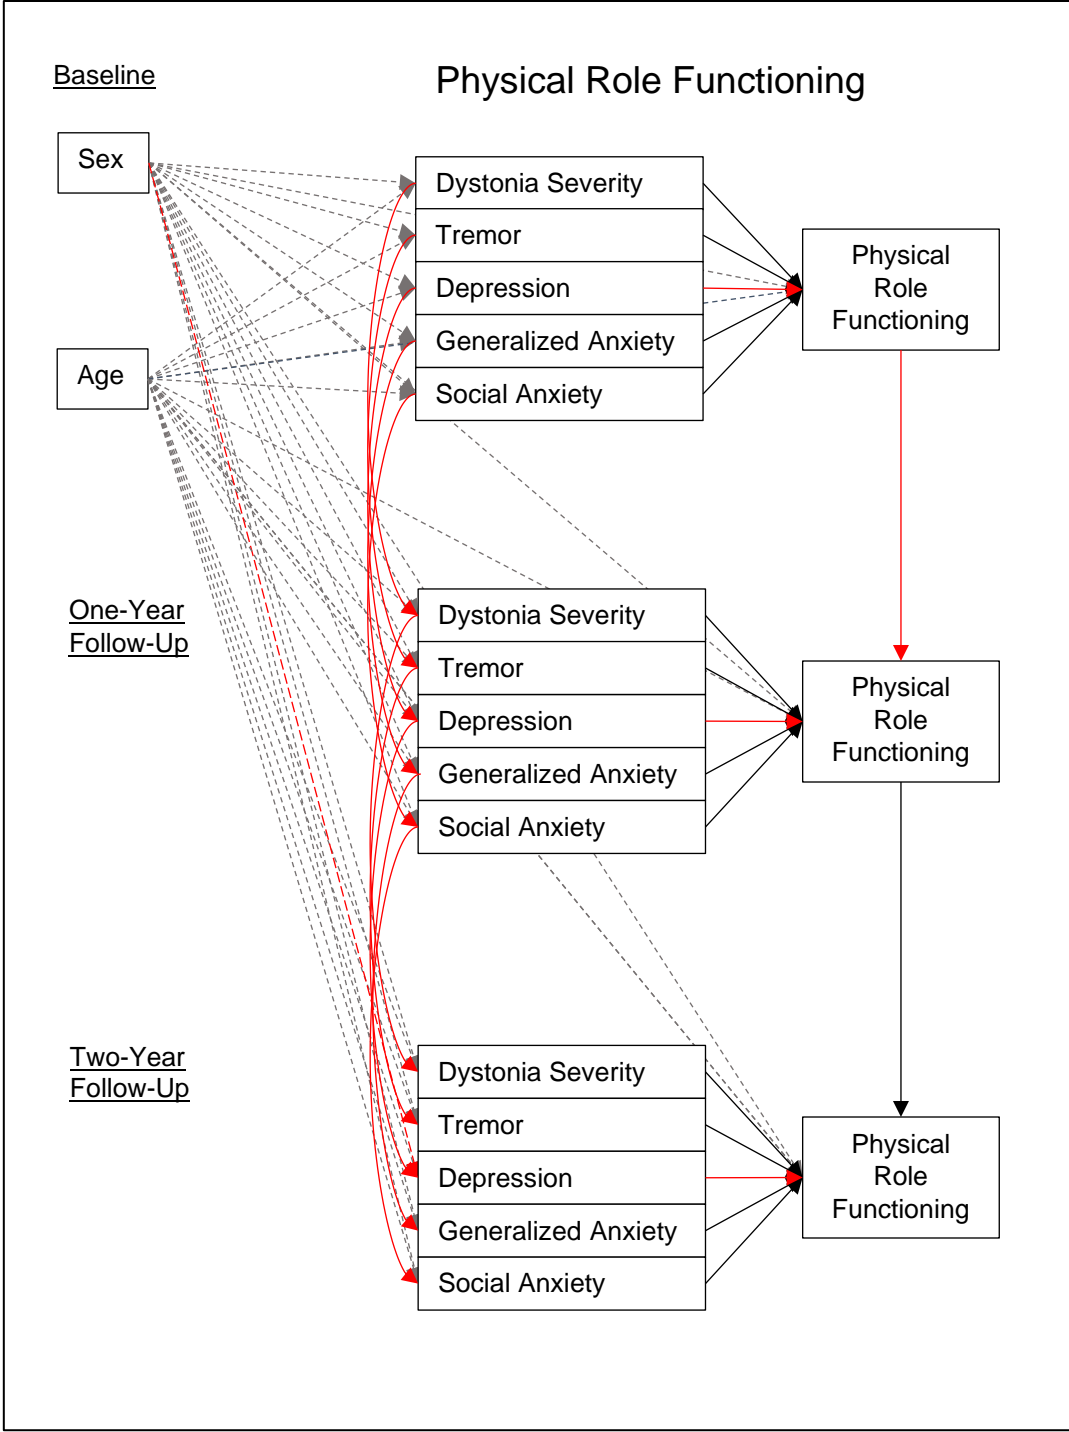 Baseline
Physical Role Functioning
Sex
Age
Dystonia Severity
Tremor
Depression
Generalized Anxiety
Social Anxiety
Physical
Role
Functioning
One-Year
Follow-Up
Dystonia Severity
Tremor
Depression
Generalized Anxiety
Social Anxiety
Physical
Role
Functioning
Two-Year
Follow-Up
Dystonia Severity
Tremor
Depression
Generalized Anxiety
Social Anxiety
Physical
Role
Functioning